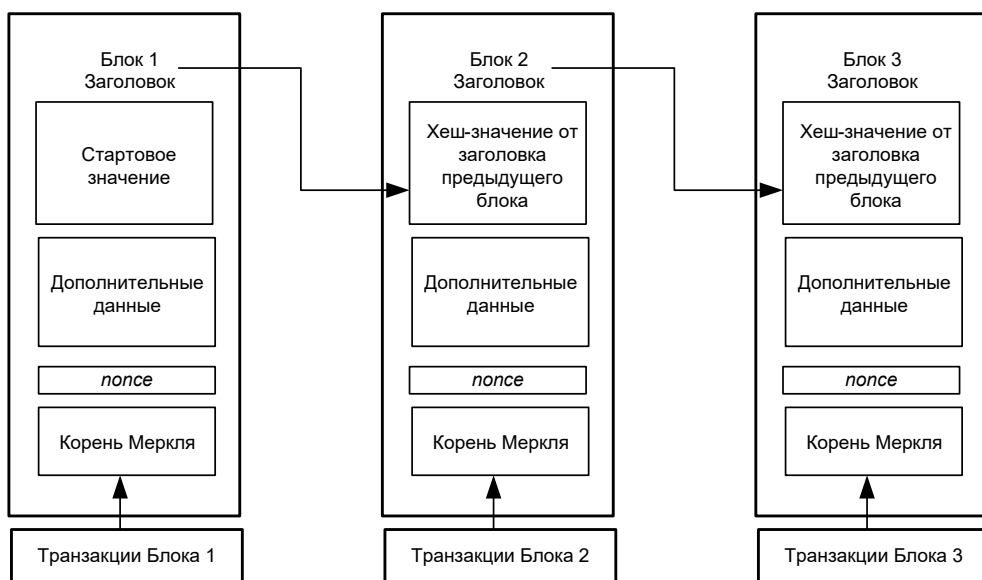 Блок 1
Заголовок
Стартовое
значение
Дополнительные
данные
nonce
Корень Меркля
Транзакции Блока 1
Блок 2
Заголовок
Хеш-значение от
заголовка
предыдущего
блока
Дополнительные
данные
nonce
Корень Меркля
Транзакции Блока 2
Блок 3
Заголовок
Хеш-значение от
заголовка
предыдущего
блока
Дополнительные
данные
nonce
Корень Меркля
Транзакции Блока 3